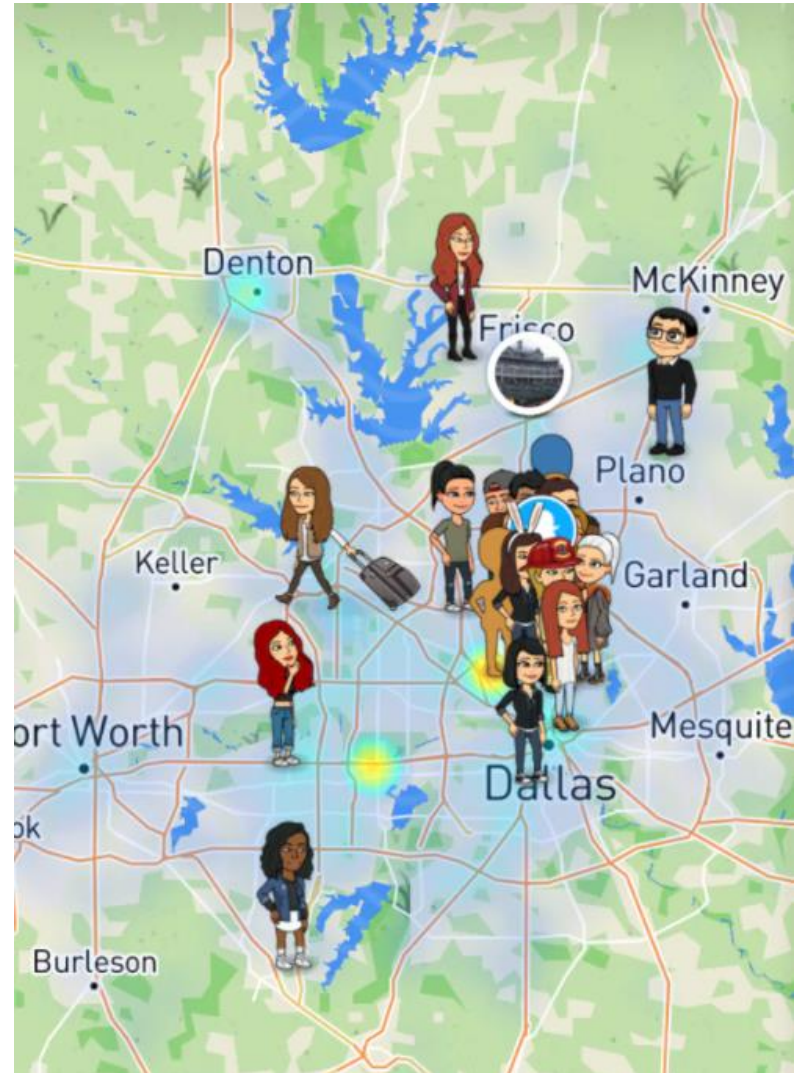 Denton
McKinney
Frisco
Plano
Keller
Garland
ort Worth
Mesquite
Dallas
ok
Burleson